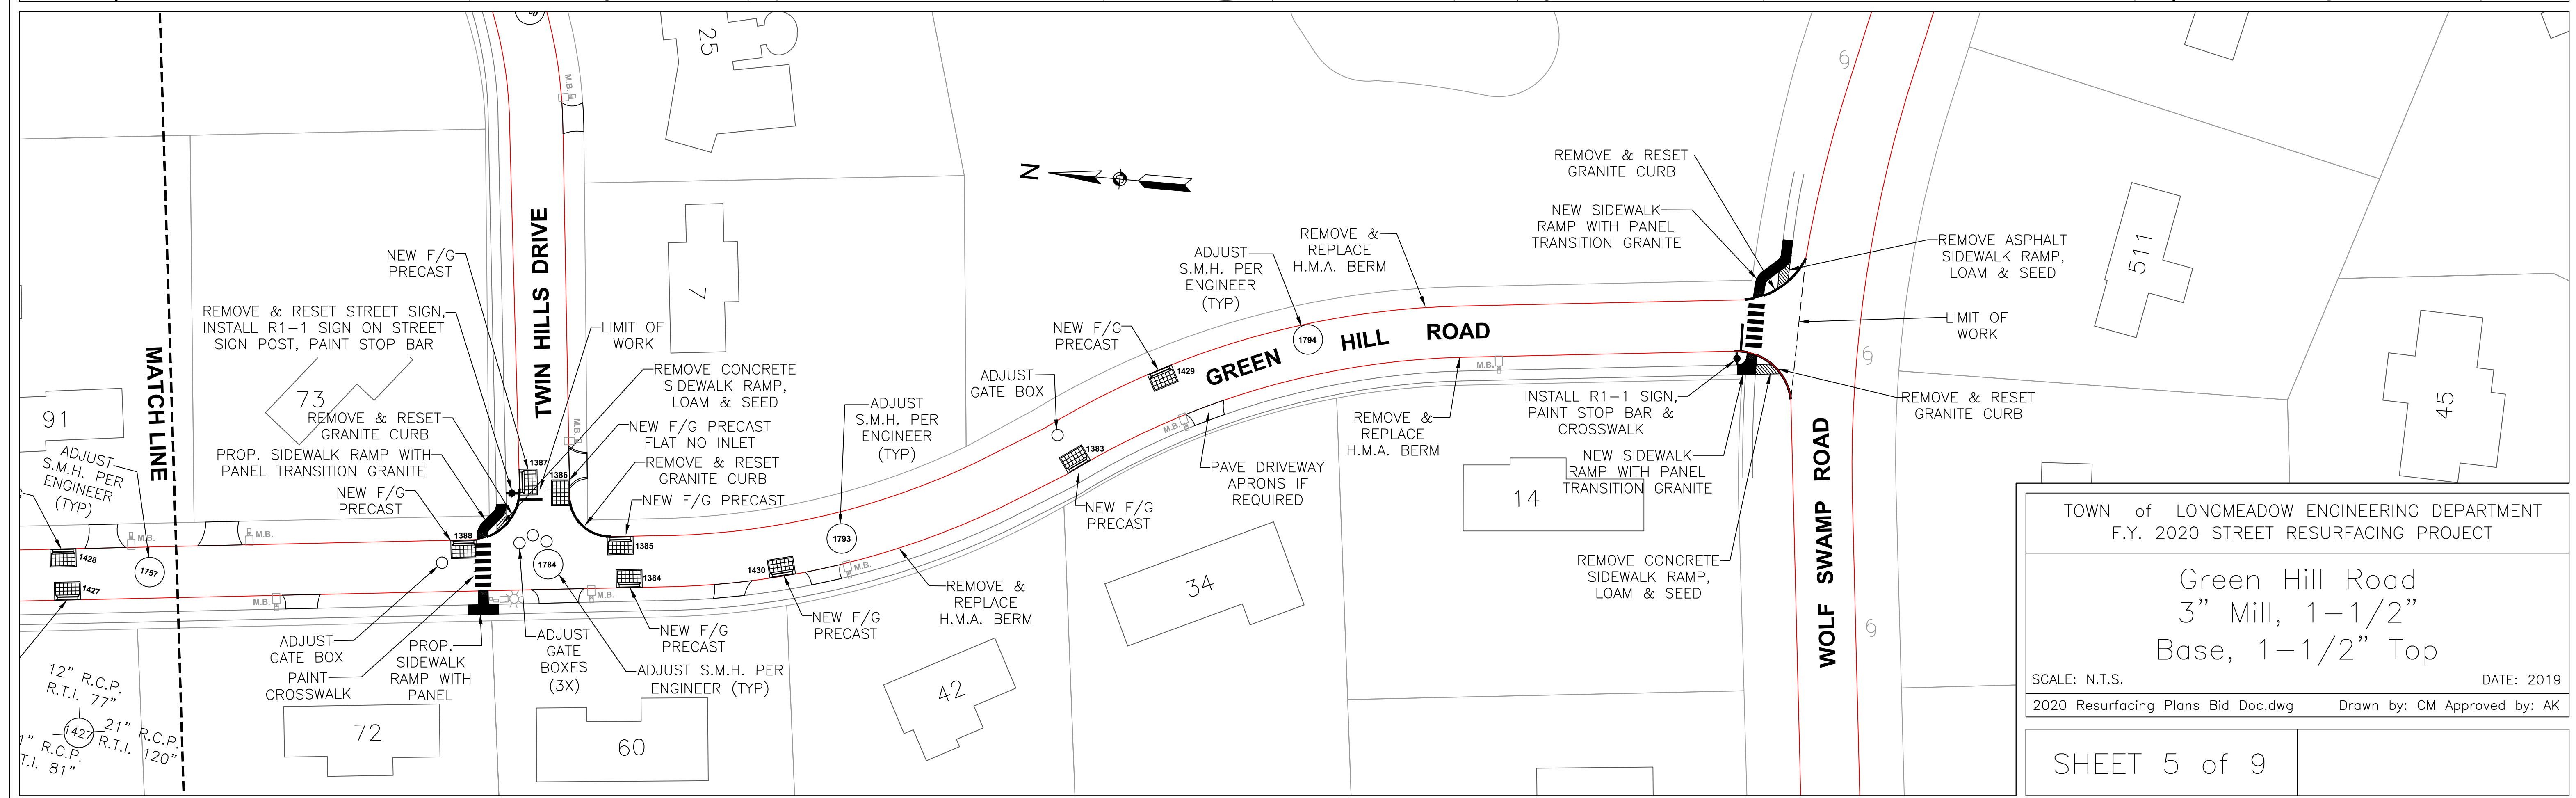 25
M.B.
N
TWIN HILLS DRIVE
7
NEW F/G
PRECAST
REMOVE & RESET STREET SIGN,
INSTALL R1-1 SIGN ON STREET
SIGN POST, PAINT STOP BAR
LIMIT OF
WORK
REMOVE CONCRETE
SIDEWALK RAMP,
LOAM & SEED
MATCH LINE
91
73
REMOVE & RESET
GRANITE CURB
PROP. SIDEWALK RAMP WITH
PANEL TRANSITION GRANITE
M.B.
NEW F/G PRECAST
FLAT NO INLET
REMOVE & RESET
GRANITE CURB
NEW F/G PRECAST
ADJUST
S.M.H. PER
ENGINEER
(TYP)
NEW F/G
PRECAST
1387
1386
1388
1385
M.B.
M.B.
1428
1757
1427
1784
1384
M.B.
M.B.
1430
1793
M.B.
ADJUST
S.M.H. PER
ENGINEER
(TYP)
ADJUST
GATE BOX
PAINT
CROSSWALK
PROP.
SIDEWALK
RAMP WITH
PANEL
ADJUST
GATE
BOXES
(3X)
NEW F/G
PRECAST
ADJUST S.M.H. PER
ENGINEER (TYP)
NEW F/G
PRECAST
REMOVE &
REPLACE
H.M.A. BERM
12" R.C.P.
R.T.I. 77"
1427
21" R.C.P.
R.T.I. 120"
1" R.C.P.
T.I. 81"
72
60
42
34
14
ADJUST
GATE BOX
NEW F/G
PRECAST
1429
ADJUST
S.M.H. PER
ENGINEER
(TYP)
1794
REMOVE &
REPLACE
H.M.A. BERM
GREEN HILL ROAD
1383
NEW F/G
PRECAST
M.B.
PAVE DRIVEWAY
APRONS IF
REQUIRED
M.B.
REMOVE &
REPLACE
H.M.A. BERM
REMOVE & RESET
GRANITE CURB
NEW SIDEWALK
RAMP WITH PANEL
TRANSITION GRANITE
REMOVE ASPHALT
SIDEWALK RAMP,
LOAM & SEED
LIMIT OF
WORK
INSTALL R1-1 SIGN,
PAINT STOP BAR &
CROSSWALK
REMOVE & RESET
GRANITE CURB
NEW SIDEWALK
RAMP WITH PANEL
TRANSITION GRANITE
REMOVE CONCRETE
SIDEWALK RAMP,
LOAM & SEED
WOLF SWAMP ROAD
511
45
TOWN of LONGMEADOW ENGINEERING DEPARTMENT
F.Y. 2020 STREET RESURFACING PROJECT
Green Hill Road
3" Mill, 1-1/2"
Base, 1-1/2" Top
SCALE: N.T.S. DATE: 2019
2020 Resurfacing Plans Bid Doc.dwg Drawn by: CM Approved by: AK
SHEET 5 of 9